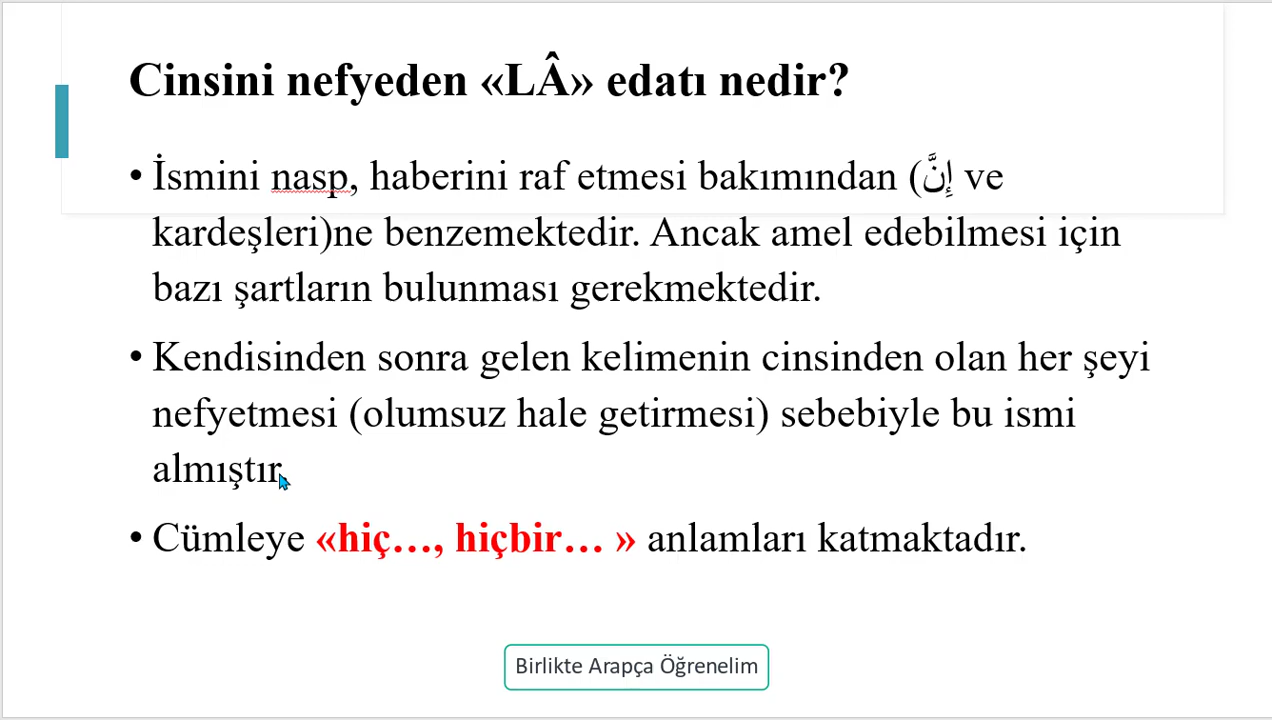 Cinsini nefyeden «LÂ» edatı nedir?
• İsmini nasp, haberini raf etmesi bakımından (إِنَّ ve
kardeşleri)ne benzemektedir. Ancak amel edebilmesi için
bazı şartların bulunması gerekmektedir.
• Kendisinden sonra gelen kelimenin cinsinden olan her şeyi
nefyetmesi (olumsuz hale getirmesi) sebebiyle bu ismi
almıştır.
• Cümleye «hiç…, hiçbir… » anlamları katmaktadır.
Birlikte Arapça Öğrenelim